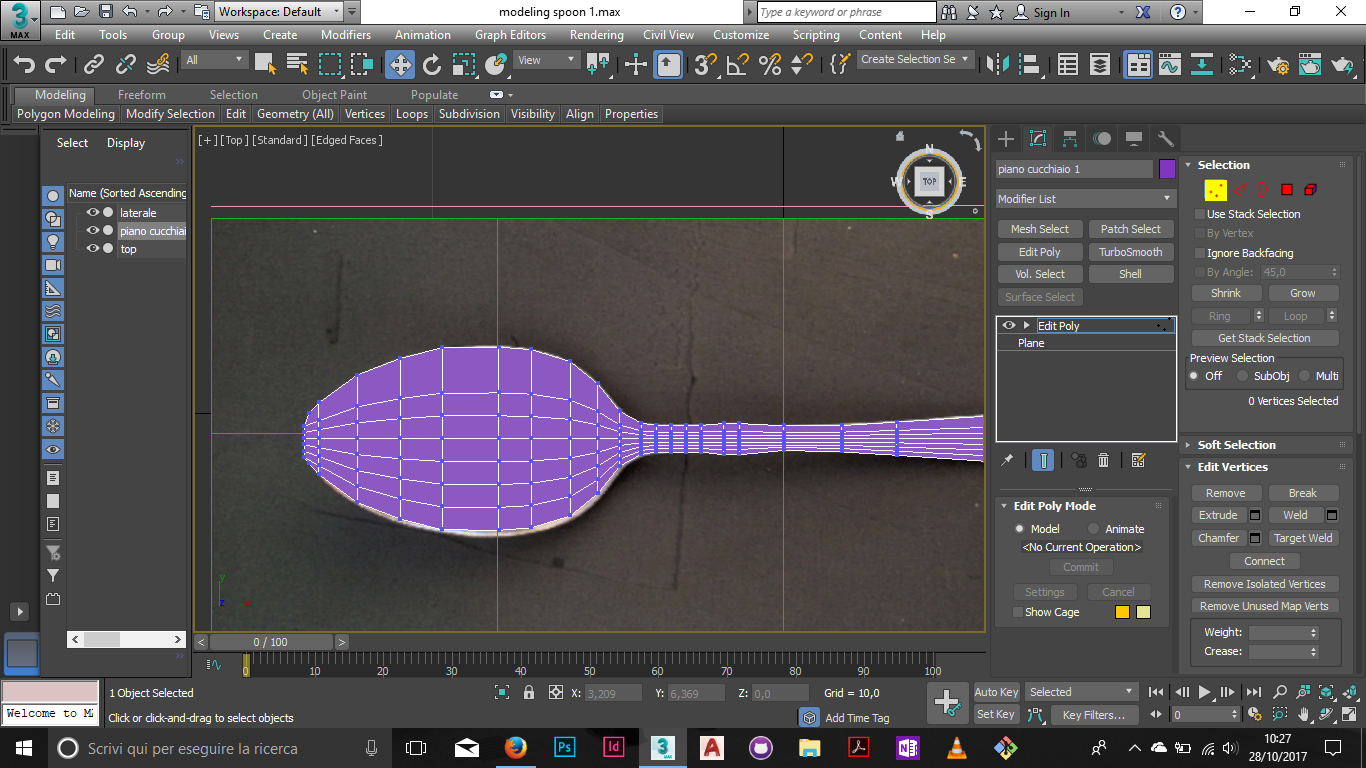 3 modeling spoon 1.max Workspace: Default Type a keyword or phrase Sign In
MAX
Edit Tools Group Views Create Modifiers Animation Graph Editors Rendering Civil View Customize Scripting Content Help
All View Create Selection Se
Modeling Freeform Selection Object Paint Populate
Polygon Modeling Modify Selection Edit Geometry (All) Vertices Loops Subdivision Visibility Align Properties
Select Display
Name (Sorted Ascending
laterale
piano cucchiai
top
[+] [Top] [Standard] [Edged Faces]
N
W TOP E
S
y
0 / 100
0 10 20 30 40 50 60 70 80 90 100
piano cucchiaio 1
Modifier List
Mesh Select Patch Select
Edit Poly TurboSmooth
Vol. Select Shell
Surface Select
Edit Poly
Plane
Edit Poly Mode
Model Animate
<No Current Operation>
Commit
Settings Cancel
Show Cage
Selection
Use Stack Selection
By Vertex
Ignore Backfacing
By Angle: 45,0
Shrink Grow
Ring Loop
Get Stack Selection
Preview Selection
Off SubObj Multi
0 Vertices Selected
Soft Selection
Edit Vertices
Remove Break
Extrude Weld
Chamfer Target Weld
Connect
Remove Isolated Vertices
Remove Unused Map Verts
Weight:
Crease:
Welcome to MA
1 Object Selected
Click or click-and-drag to select objects
X: 3,209 Y: 6,369 Z: 0,0 Grid = 10,0
Add Time Tag
Auto Key Selected
Set Key Key Filters...
0
Scrivi qui per eseguire la ricerca
Ps Id 3 MAX A N
10:27
28/10/2017